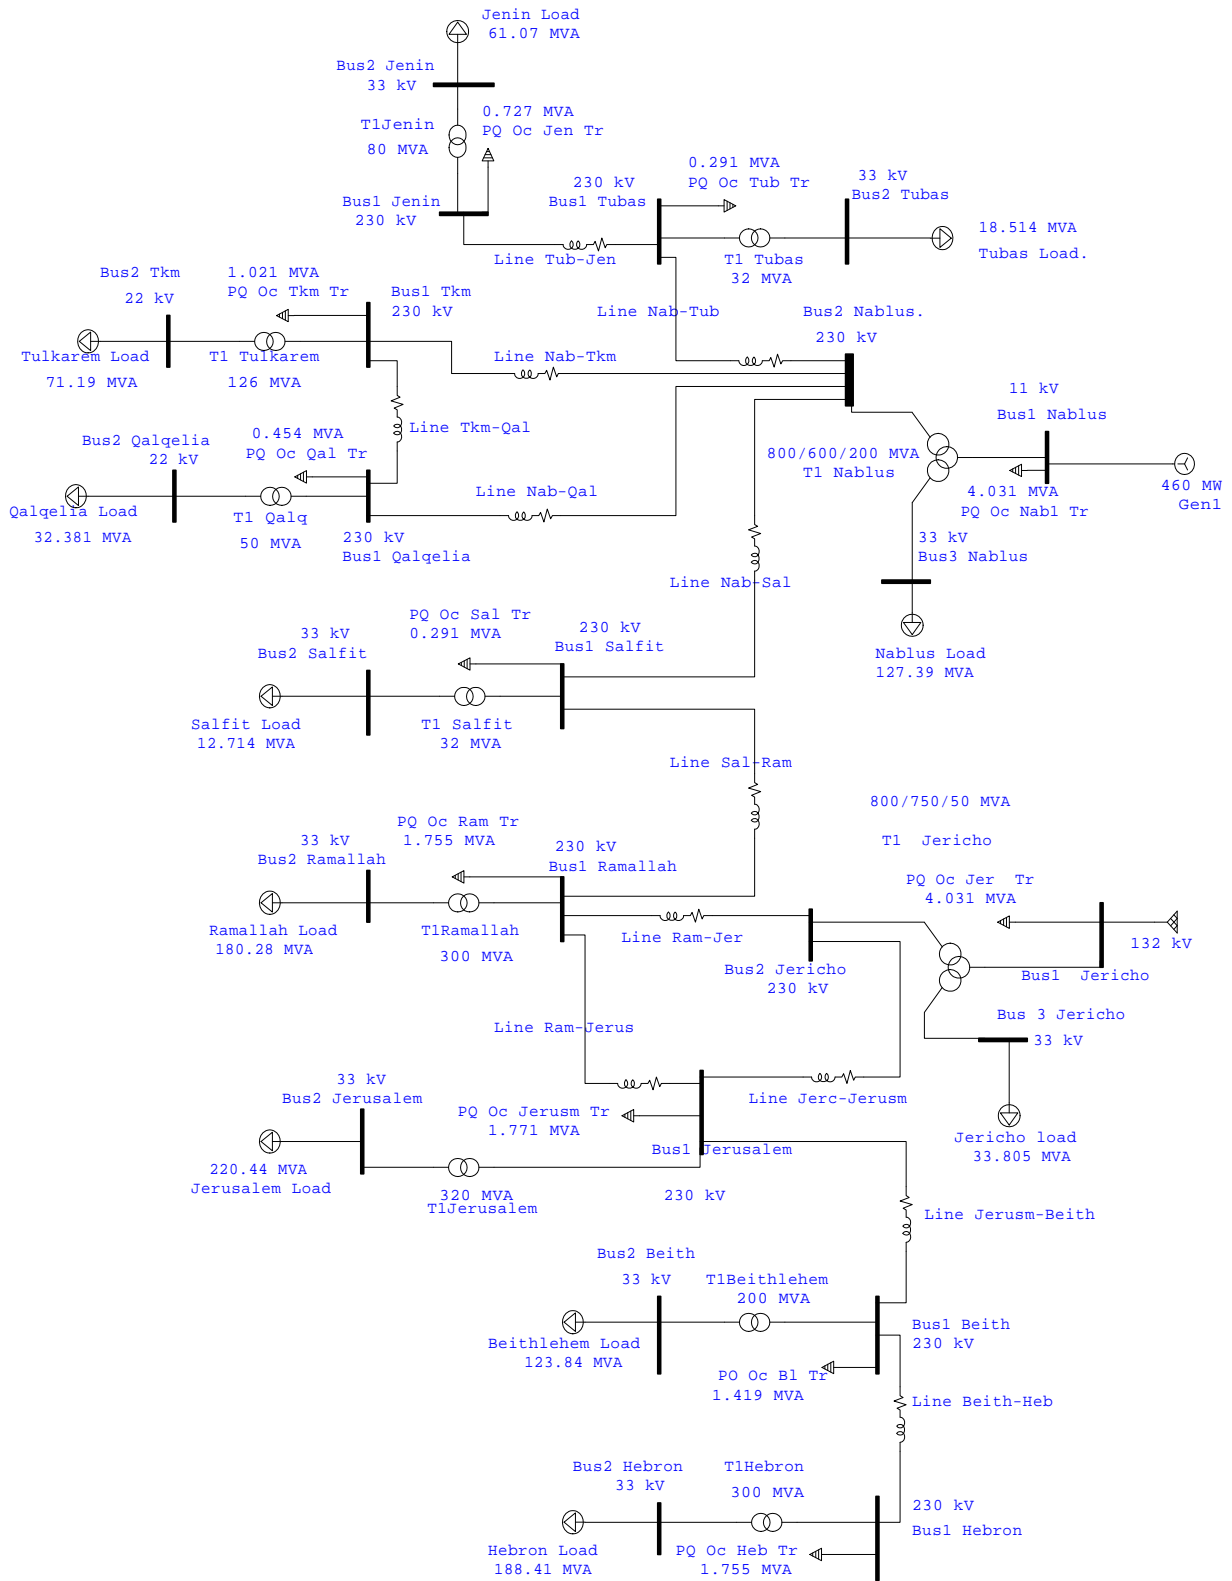 Jenin Load
61.07 MVA
Bus2 Jenin
33 kV
0.727 MVA
PQ Oc Jen Tr
T1Jenin
80 MVA
0.291 MVA
PQ Oc Tub Tr
33 kV
Bus2 Tubas
230 kV
Bus1 Tubas
Bus1 Jenin
230 kV
18.514 MVA
Tubas Load.
Line Tub-Jen
T1 Tubas
32 MVA
Bus2 Tkm
22 kV
1.021 MVA
PQ Oc Tkm Tr
Bus1 Tkm
230 kV
Line Nab-Tub
Bus2 Nablus.
230 kV
Tulkarem Load
71.19 MVA
T1 Tulkarem
126 MVA
Line Nab-Tkm
11 kV
Bus1 Nablus
Line Tkm-Qal
Bus2 Qalqelia
22 kV
0.454 MVA
PQ Oc Qal Tr
800/600/200 MVA
T1 Nablus
460 MW
Gen1
4.031 MVA
PQ Oc Nab1 Tr
Line Nab-Qal
Qalqelia Load
32.381 MVA
T1 Qalq
50 MVA
230 kV
Bus1 Qalqelia
33 kV
Bus3 Nablus
Line Nab-Sal
PQ Oc Sal Tr
0.291 MVA
33 kV
Bus2 Salfit
230 kV
Bus1 Salfit
Nablus Load
127.39 MVA
Salfit Load
12.714 MVA
T1 Salfit
32 MVA
Line Sal-Ram
800/750/50 MVA
T1 Jericho
PQ Oc Ram Tr
1.755 MVA
33 kV
Bus2 Ramallah
230 kV
Bus1 Ramallah
PQ Oc Jer Tr
4.031 MVA
Ramallah Load
180.28 MVA
T1Ramallah
300 MVA
Line Ram-Jer
132 kV
Bus2 Jericho
230 kV
Bus1 Jericho
Bus 3 Jericho
33 kV
Line Ram-Jerus
33 kV
Bus2 Jerusalem
PQ Oc Jerusm Tr
1.771 MVA
Line Jerc-Jerusm
Bus1 Jerusalem
230 kV
Jericho load
33.805 MVA
220.44 MVA
Jerusalem Load
320 MVA
T1Jerusalem
Line Jerusm-Beith
Bus2 Beith
33 kV
T1Beithlehem
200 MVA
Bus1 Beith
230 kV
Beithlehem Load
123.84 MVA
PO Oc Bl Tr
1.419 MVA
Line Beith-Heb
Bus2 Hebron
33 kV
T1Hebron
300 MVA
230 kV
Bus1 Hebron
Hebron Load
188.41 MVA
PQ Oc Heb Tr
1.755 MVA